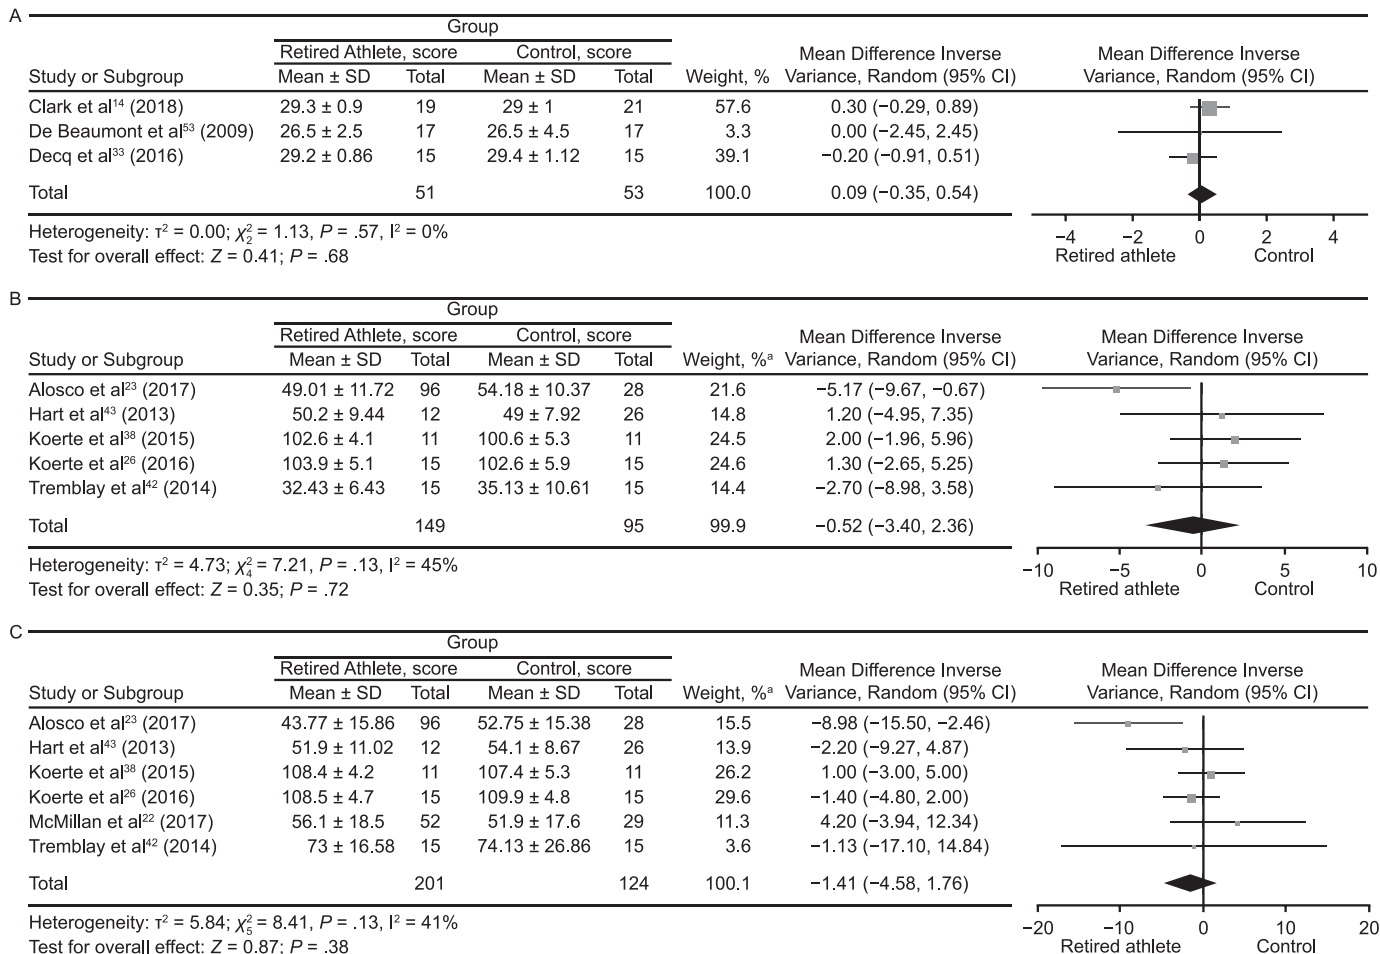 A
Group
Retired Athlete, score Control, score Mean Difference Inverse Mean Difference Inverse
Study or Subgroup Mean ± SD Total Mean ± SD Total Weight, % Variance, Random (95% CI) Variance, Random (95% CI)
Clark et al14 (2018) 29.3 ± 0.9 19 29 ± 1 21 57.6 0.30 (−0.29, 0.89)
De Beaumont et al53 (2009) 26.5 ± 2.5 17 26.5 ± 4.5 17 3.3 0.00 (−2.45, 2.45)
Decq et al33 (2016) 29.2 ± 0.86 15 29.4 ± 1.12 15 39.1 −0.20 (−0.91, 0.51)
Total 51 53 100.0 0.09 (−0.35, 0.54)
Heterogeneity: τ² = 0.00; χ²₂ = 1.13, P = .57, I² = 0% −4 −2 0 2 4
Test for overall effect: Z = 0.41; P = .68 Retired athlete Control
B
Group
Retired Athlete, score Control, score Mean Difference Inverse Mean Difference Inverse
Study or Subgroup Mean ± SD Total Mean ± SD Total Weight, %a Variance, Random (95% CI) Variance, Random (95% CI)
Alosco et al23 (2017) 49.01 ± 11.72 96 54.18 ± 10.37 28 21.6 −5.17 (−9.67, −0.67)
Hart et al43 (2013) 50.2 ± 9.44 12 49 ± 7.92 26 14.8 1.20 (−4.95, 7.35)
Koerte et al38 (2015) 102.6 ± 4.1 11 100.6 ± 5.3 11 24.5 2.00 (−1.96, 5.96)
Koerte et al26 (2016) 103.9 ± 5.1 15 102.6 ± 5.9 15 24.6 1.30 (−2.65, 5.25)
Tremblay et al42 (2014) 32.43 ± 6.43 15 35.13 ± 10.61 15 14.4 −2.70 (−8.98, 3.58)
Total 149 95 99.9 −0.52 (−3.40, 2.36)
Heterogeneity: τ² = 4.73; χ²₄ = 7.21, P = .13, I² = 45% −10 −5 0 5 10
Test for overall effect: Z = 0.35; P = .72 Retired athlete Control
C
Group
Retired Athlete, score Control, score Mean Difference Inverse Mean Difference Inverse
Study or Subgroup Mean ± SD Total Mean ± SD Total Weight, %a Variance, Random (95% CI) Variance, Random (95% CI)
Alosco et al23 (2017) 43.77 ± 15.86 96 52.75 ± 15.38 28 15.5 −8.98 (−15.50, −2.46)
Hart et al43 (2013) 51.9 ± 11.02 12 54.1 ± 8.67 26 13.9 −2.20 (−9.27, 4.87)
Koerte et al38 (2015) 108.4 ± 4.2 11 107.4 ± 5.3 11 26.2 1.00 (−3.00, 5.00)
Koerte et al26 (2016) 108.5 ± 4.7 15 109.9 ± 4.8 15 29.6 −1.40 (−4.80, 2.00)
McMillan et al22 (2017) 56.1 ± 18.5 52 51.9 ± 17.6 29 11.3 4.20 (−3.94, 12.34)
Tremblay et al42 (2014) 73 ± 16.58 15 74.13 ± 26.86 15 3.6 −1.13 (−17.10, 14.84)
Total 201 124 100.1 −1.41 (−4.58, 1.76)
Heterogeneity: τ² = 5.84; χ²₅ = 8.41, P = .13, I² = 41% −20 −10 0 10 20
Test for overall effect: Z = 0.87; P = .38 Retired athlete Control